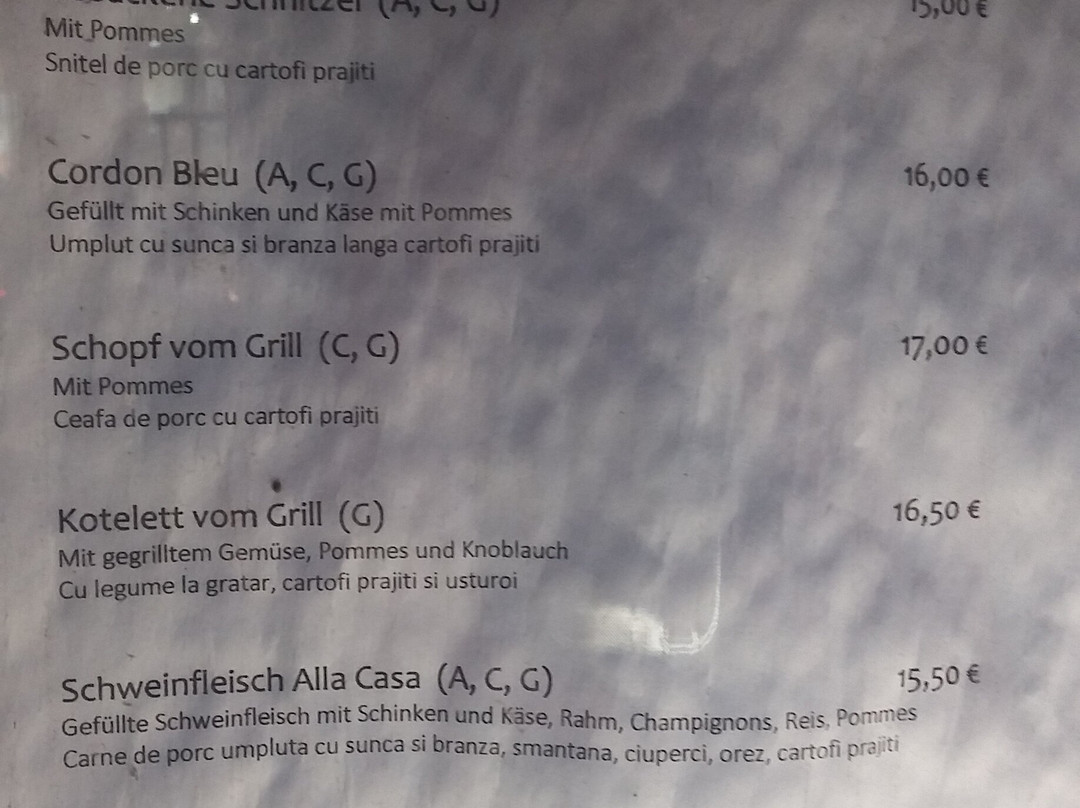 Schnitzel (A, C, G) 15,00 €
Mit Pommes
Snitel de porc cu cartofi prajiti
Cordon Bleu (A, C, G) 16,00 €
Gefüllt mit Schinken und Käse mit Pommes
Umplut cu sunca si branza langa cartofi prajiti
Schopf vom Grill (C, G) 17,00 €
Mit Pommes
Ceafa de porc cu cartofi prajiti
Kotelett vom Grill (G) 16,50 €
Mit gegrilltem Gemüse, Pommes und Knoblauch
Cu legume la gratar, cartofi prajiti si usturoi
Schweinfleisch Alla Casa (A, C, G) 15,50 €
Gefüllte Schweinfleisch mit Schinken und Käse, Rahm, Champignons, Reis, Pommes
Carne de porc umpluta cu sunca si branza, smantana, ciuperci, orez, cartofi prajiti